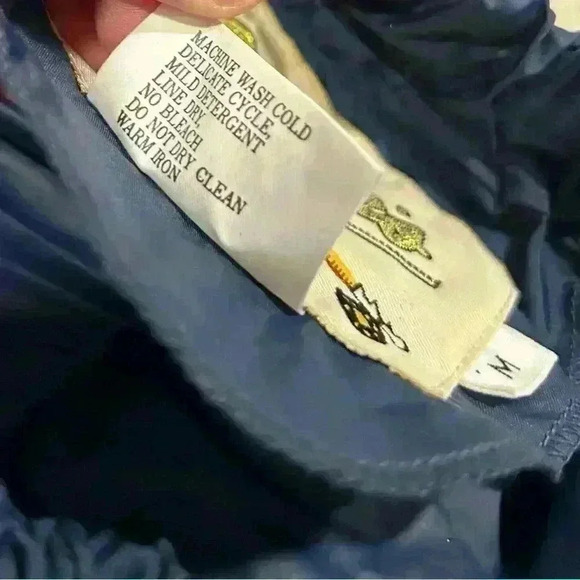 MACHINE WASH COLD
DELICATE CYCLE,
MILD DETERGENT
LINE DRY,
NO BLEACH
DO NOT DRY CLEAN
WARM IRON
M